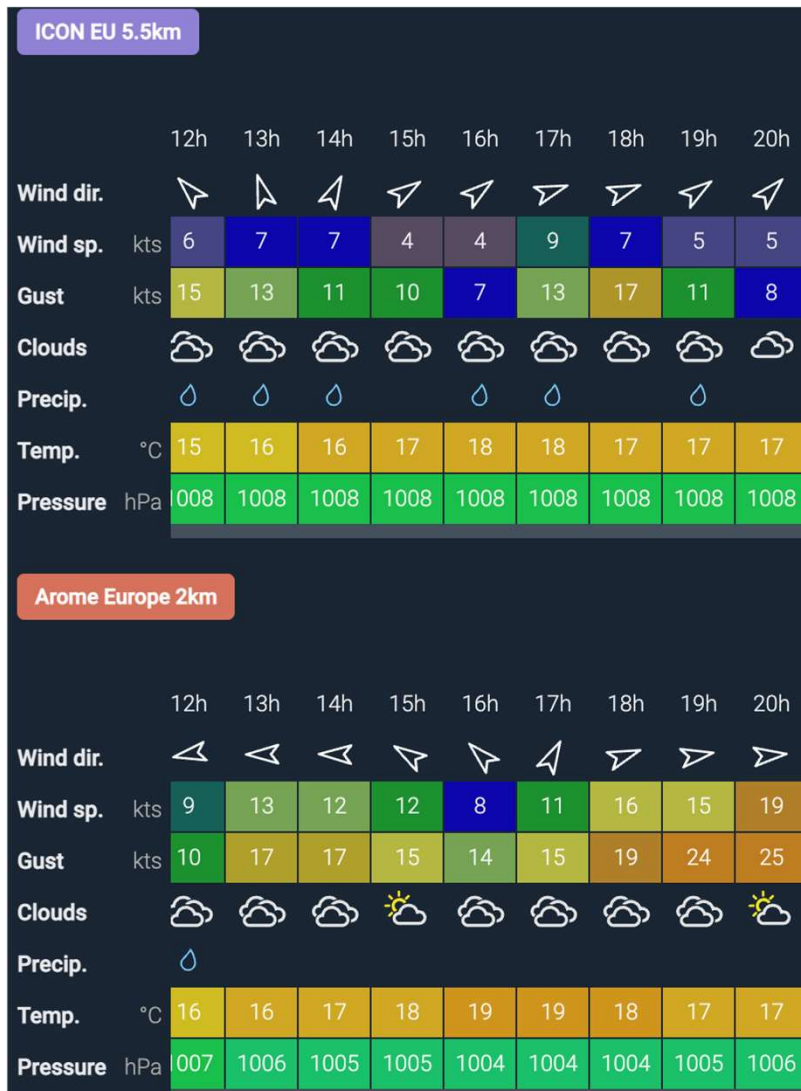 ICON EU 5.5km
12h 13h 14h 15h 16h 17h 18h 19h 20h
Wind dir.
Wind sp. kts 6 7 7 4 4 9 7 5 5
Gust kts 15 13 11 10 7 13 17 11 8
Clouds
Precip.
Temp. °C 15 16 16 17 18 18 17 17 17
Pressure hPa 1008 1008 1008 1008 1008 1008 1008 1008 1008
Arome Europe 2km
12h 13h 14h 15h 16h 17h 18h 19h 20h
Wind dir.
Wind sp. kts 9 13 12 12 8 11 16 15 19
Gust kts 10 17 17 15 14 15 19 24 25
Clouds
Precip.
Temp. °C 16 16 17 18 19 19 18 17 17
Pressure hPa 1007 1006 1005 1005 1004 1004 1004 1005 1006